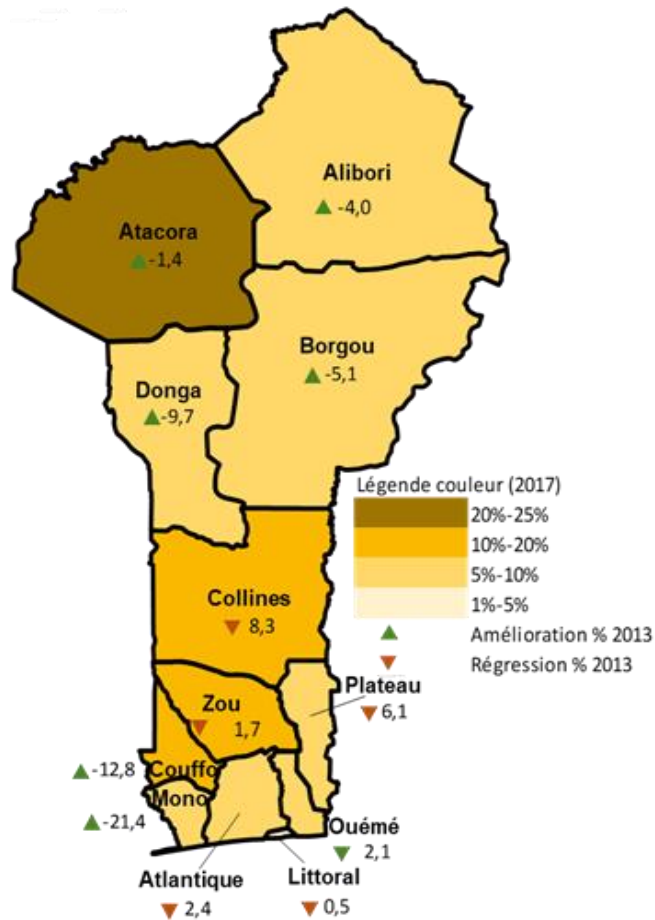 Alibori
-4,0
Atacora
-1,4
Borgou
-5,1
Donga
-9,7
Légende couleur (2017)
20%-25%
10%-20%
5%-10%
1%-5%
Amélioration % 2013
Régression % 2013
Collines
8,3
Plateau
6,1
Zou
1,7
Couffo
-12,8
Mono
-21,4
Ouémé
2,1
Atlantique
2,4
Littoral
0,5